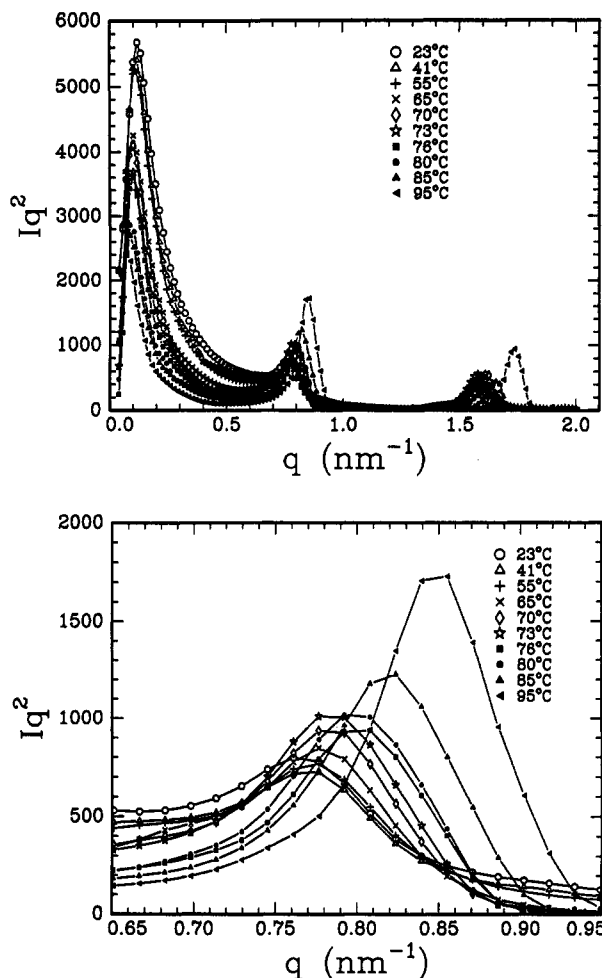 6000
5000
4000
3000
2000
1000
0
Iq²
23°C
41°C
55°C
65°C
70°C
73°C
76°C
80°C
85°C
95°C
0.0 0.5 1.0 1.5 2.0
q (nm⁻¹)
2000
1500
1000
500
0
Iq²
23°C
41°C
55°C
65°C
70°C
73°C
76°C
80°C
85°C
95°C
0.65 0.70 0.75 0.80 0.85 0.90 0.95
q (nm⁻¹)